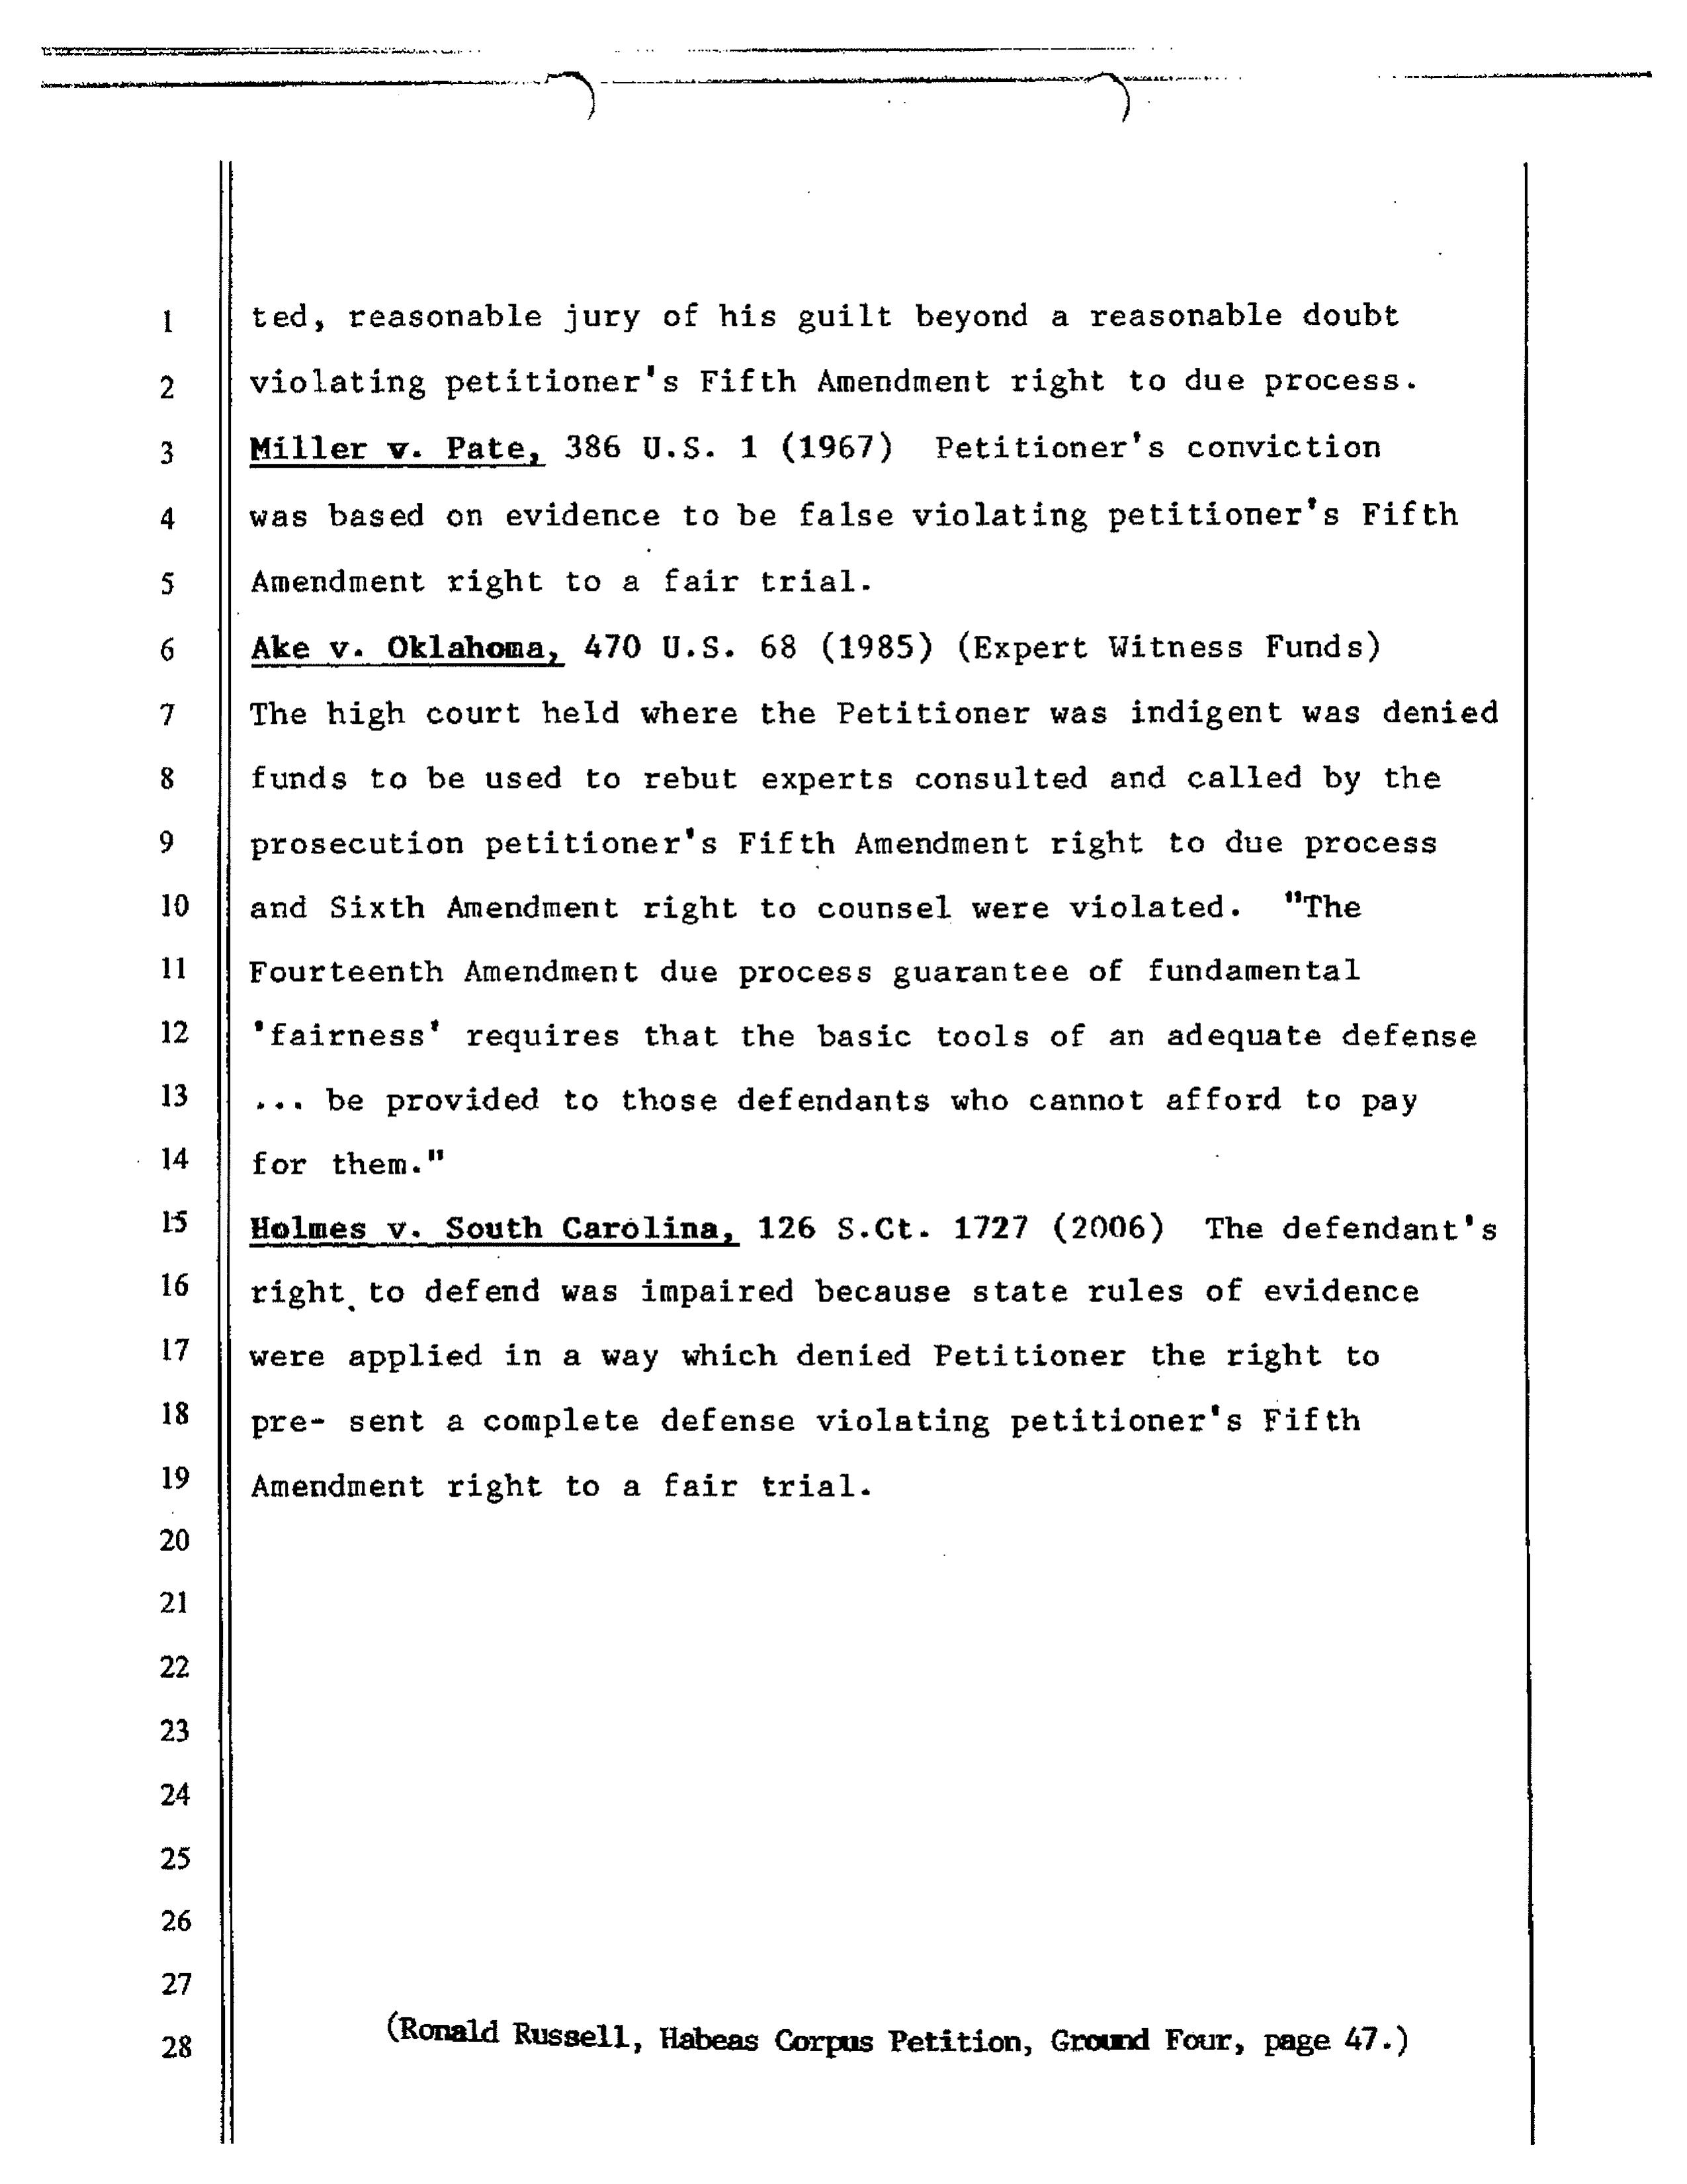 1 ted, reasonable jury of his guilt beyond a reasonable doubt
2 violating petitioner's Fifth Amendment right to due process.
3 Miller v. Pate, 386 U.S. 1 (1967) Petitioner's conviction
4 was based on evidence to be false violating petitioner's Fifth
5 Amendment right to a fair trial.
6 Ake v. Oklahoma, 470 U.S. 68 (1985) (Expert Witness Funds)
7 The high court held where the Petitioner was indigent was denied
8 funds to be used to rebut experts consulted and called by the
9 prosecution petitioner's Fifth Amendment right to due process
10 and Sixth Amendment right to counsel were violated. "The
11 Fourteenth Amendment due process guarantee of fundamental
12 'fairness' requires that the basic tools of an adequate defense
13 ... be provided to those defendants who cannot afford to pay
14 for them."
15 Holmes v. South Carolina, 126 S.Ct. 1727 (2006) The defendant's
16 right to defend was impaired because state rules of evidence
17 were applied in a way which denied Petitioner the right to
18 pre- sent a complete defense violating petitioner's Fifth
19 Amendment right to a fair trial.
20
21
22
23
24
25
26
27
28 (Ronald Russell, Habeas Corpus Petition, Ground Four, page 47.)